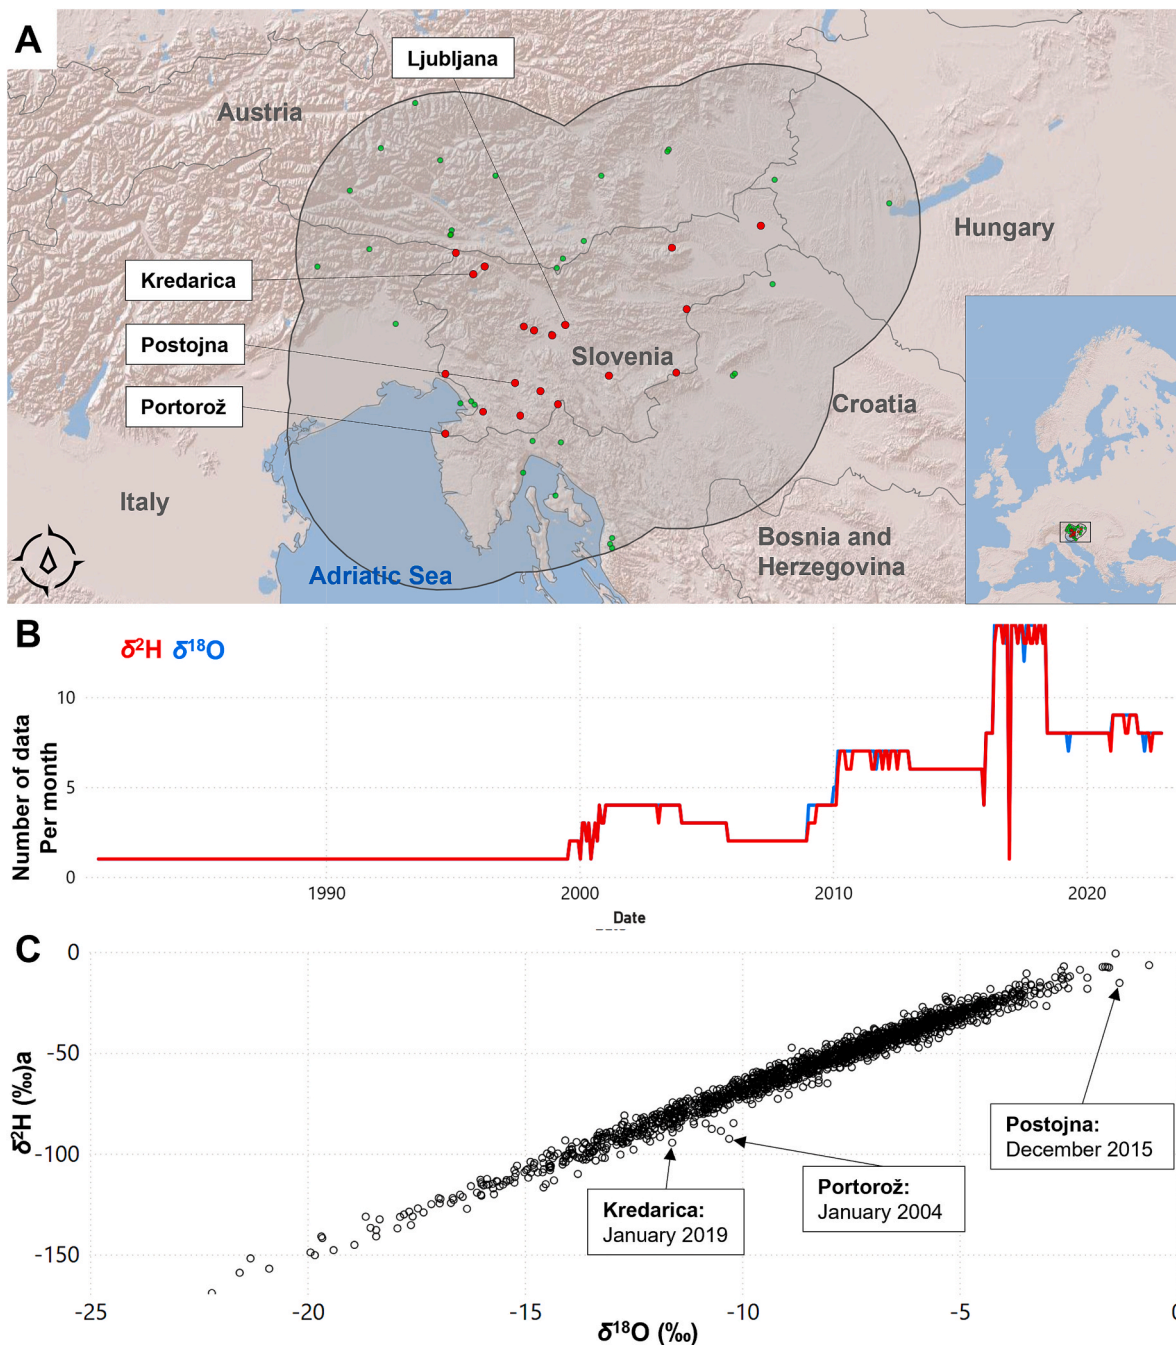 A
Ljubljana
Austria
Hungary
Kredarica
Postojna
Slovenia
Portorož
Croatia
Italy
Bosnia and
Herzegovina
Adriatic Sea
B
δ²H δ¹⁸O
Number of data
Per month
10
5
0
1990
2000
2010
2020
Date
C
δ²H (‰)a
0
-50
-100
-150
Postojna:
December 2015
Portorož:
January 2004
Kredarica:
January 2019
-25
-20
-15
-10
-5
0
δ¹⁸O (‰)